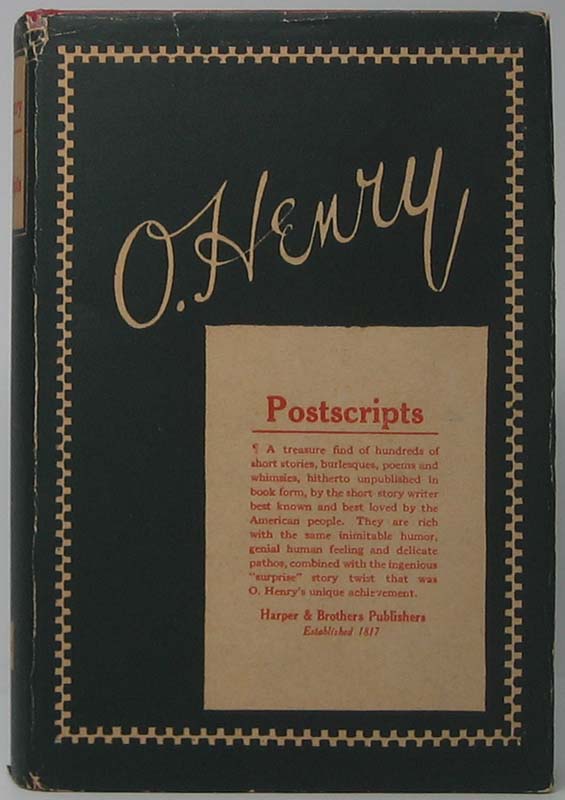 O. Henry
Postscripts
¶ A treasure find of hundreds of
short stories, burlesques, poems and
whimsies, hitherto unpublished in
book form, by the short story writer
best known and best loved by the
American people. They are rich
with the same inimitable humor,
genial human feeling and delicate
pathos, combined with the ingenious
"surprise" story twist that was
O. Henry's unique achievement.
Harper & Brothers Publishers
Established 1817